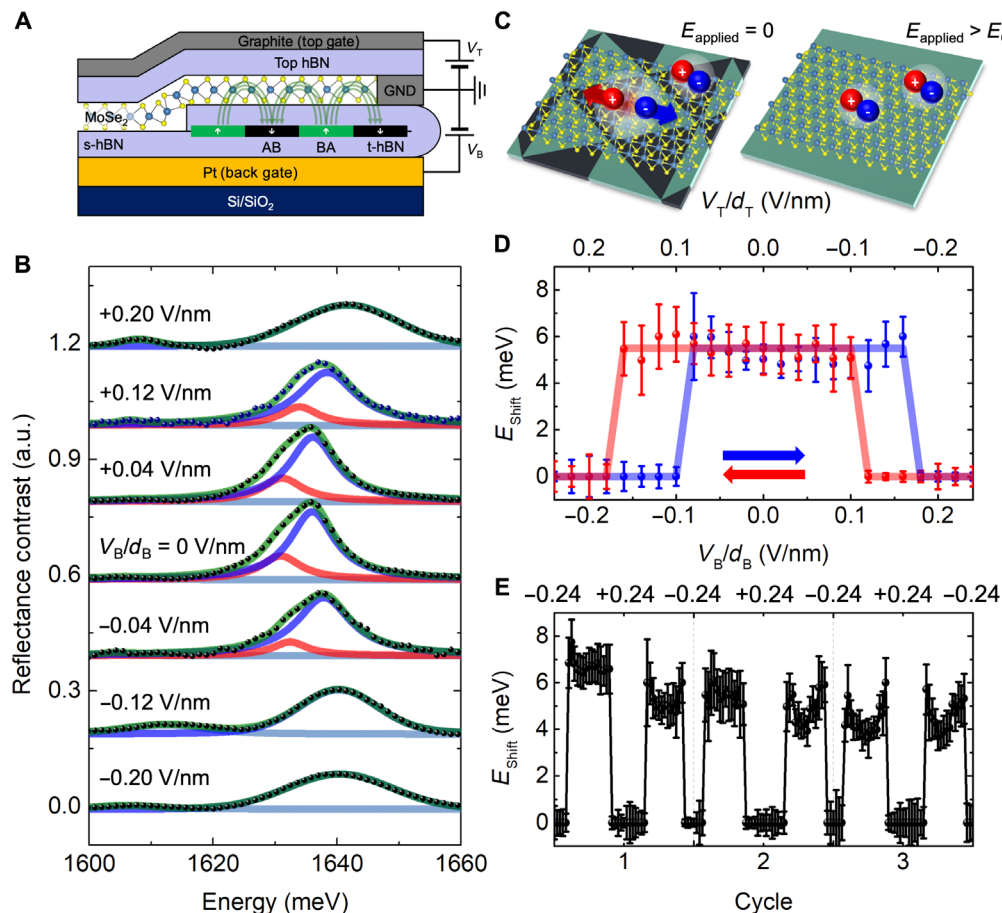 A
Graphite (top gate)
Top hBN
GND
MoSe₂
s-hBN
AB
BA
t-hBN
Pt (back gate)
Si/SiO₂
V_T
V_B
B
Reflectance contrast (a.u.)
1.2
0.9
0.6
0.3
0.0
+0.20 V/nm
+0.12 V/nm
+0.04 V/nm
V_B/d_B = 0 V/nm
−0.04 V/nm
−0.12 V/nm
−0.20 V/nm
1600 1620 1640 1660
Energy (meV)
C
E_applied = 0
E_applied > E
+ − + −
+ − + −
D
V_T/d_T (V/nm)
0.2 0.1 0.0 −0.1 −0.2
E_Shift (meV)
8
6
4
2
0
−0.2 −0.1 0.0 0.1 0.2
V_B/d_B (V/nm)
E
−0.24 +0.24 −0.24 +0.24 −0.24 +0.24 −0.24
E_Shift (meV)
8
6
4
2
0
1 2 3
Cycle